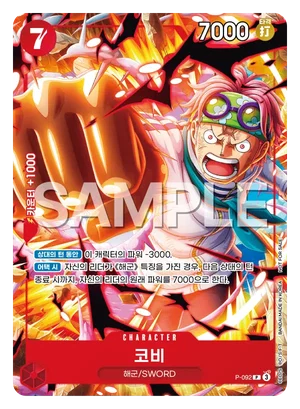 7
7000
타격
打
카운터 +1000
SAMPLE
상대의 턴 동안 이 캐릭터의 파워 -3000.
어택 시 자신의 리더가 《해군》 특징을 가진 경우, 다음 상대의 턴
종료 시까지, 자신의 리더의 원래 파워를 7000으로 한다.
CHARACTER
코비
해군/SWORD
P-092 P 3